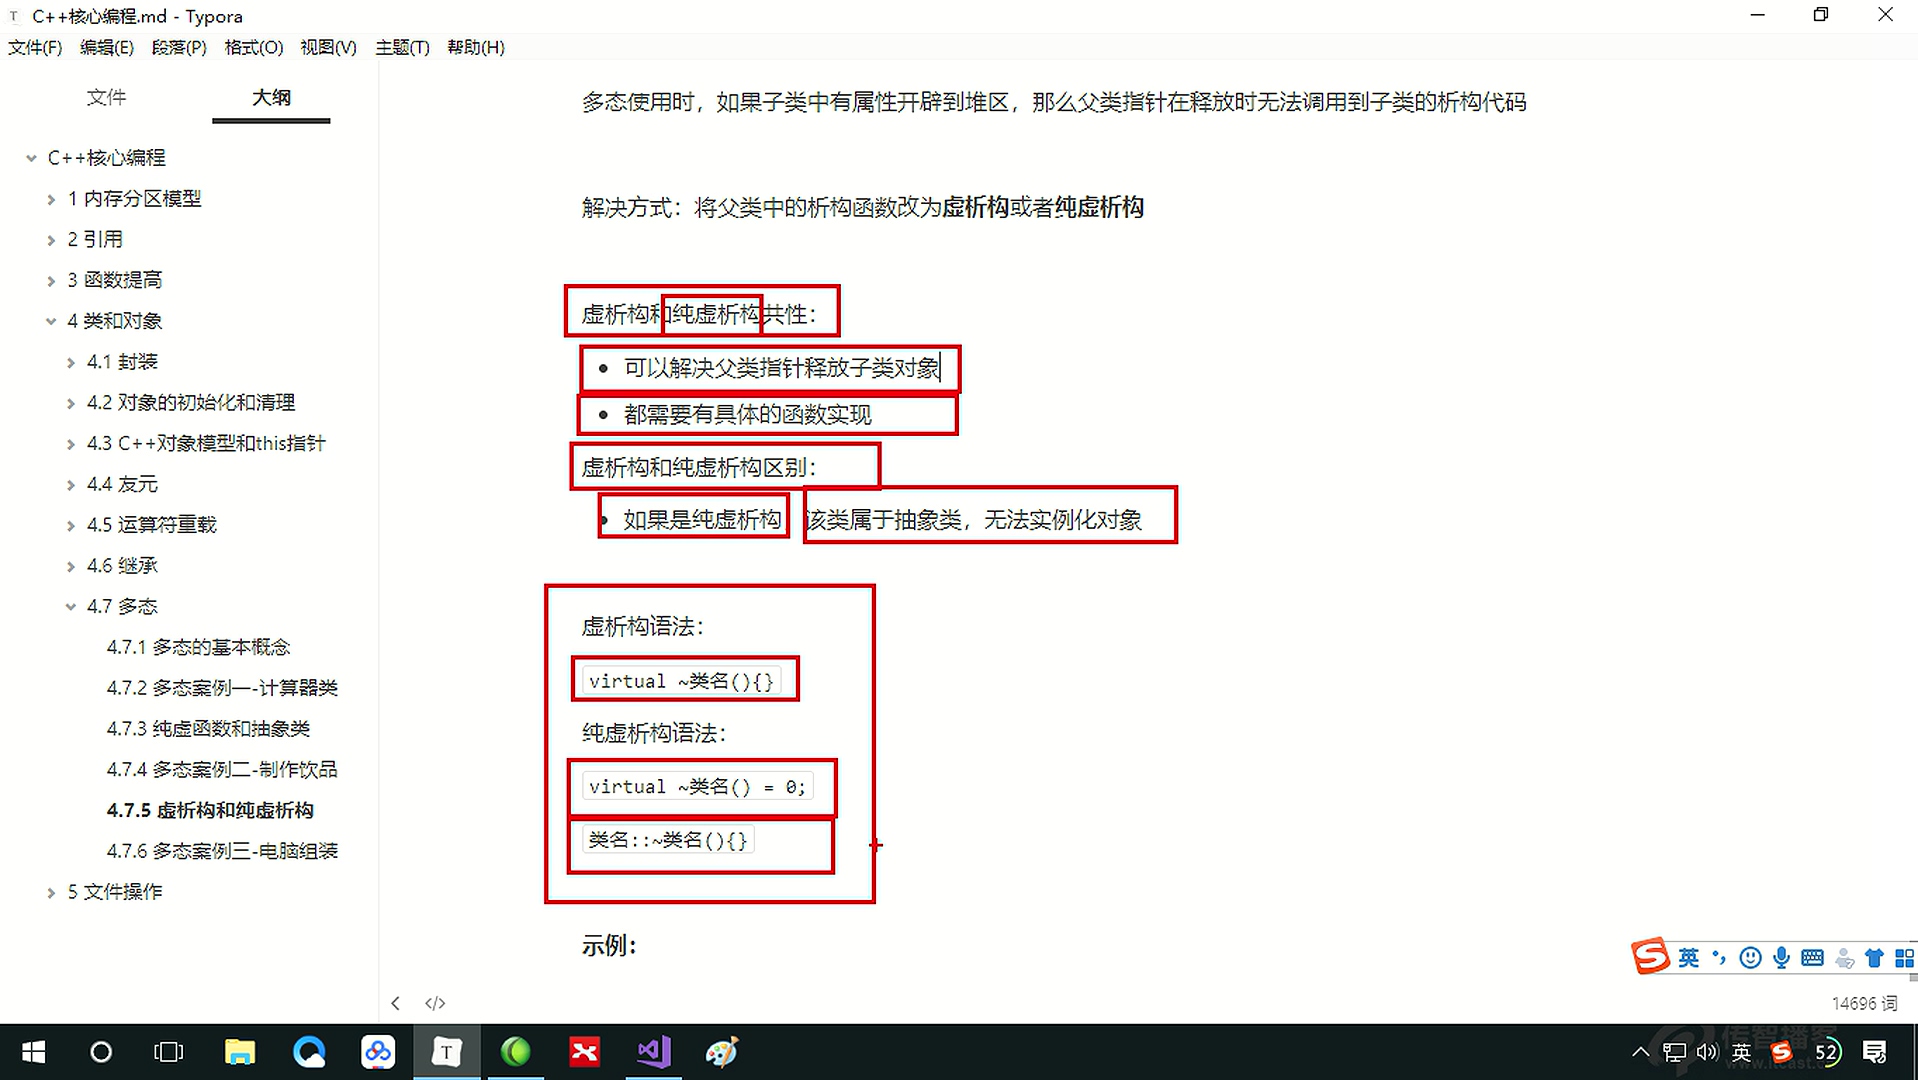 C++核心编程.md - Typora
文件(F) 编辑(E) 段落(P) 格式(O) 视图(V) 主题(T) 帮助(H)
文件 大纲
C++核心编程
1 内存分区模型
2 引用
3 函数提高
4 类和对象
4.1 封装
4.2 对象的初始化和清理
4.3 C++对象模型和this指针
4.4 友元
4.5 运算符重载
4.6 继承
4.7 多态
4.7.1 多态的基本概念
4.7.2 多态案例一-计算器类
4.7.3 纯虚函数和抽象类
4.7.4 多态案例二-制作饮品
4.7.5 虚析构和纯虚析构
4.7.6 多态案例三-电脑组装
5 文件操作
多态使用时，如果子类中有属性开辟到堆区，那么父类指针在释放时无法调用到子类的析构代码
解决方式：将父类中的析构函数改为虚析构或者纯虚析构
虚析构和纯虚析构共性：
可以解决父类指针释放子类对象
都需要有具体的函数实现
虚析构和纯虚析构区别：
如果是纯虚析构 该类属于抽象类，无法实例化对象
虚析构语法：
virtual ~类名(){}
纯虚析构语法：
virtual ~类名() = 0;
类名::~类名(){}
示例：
英
14696 词
英 52
传智播客
www.itcast.cn